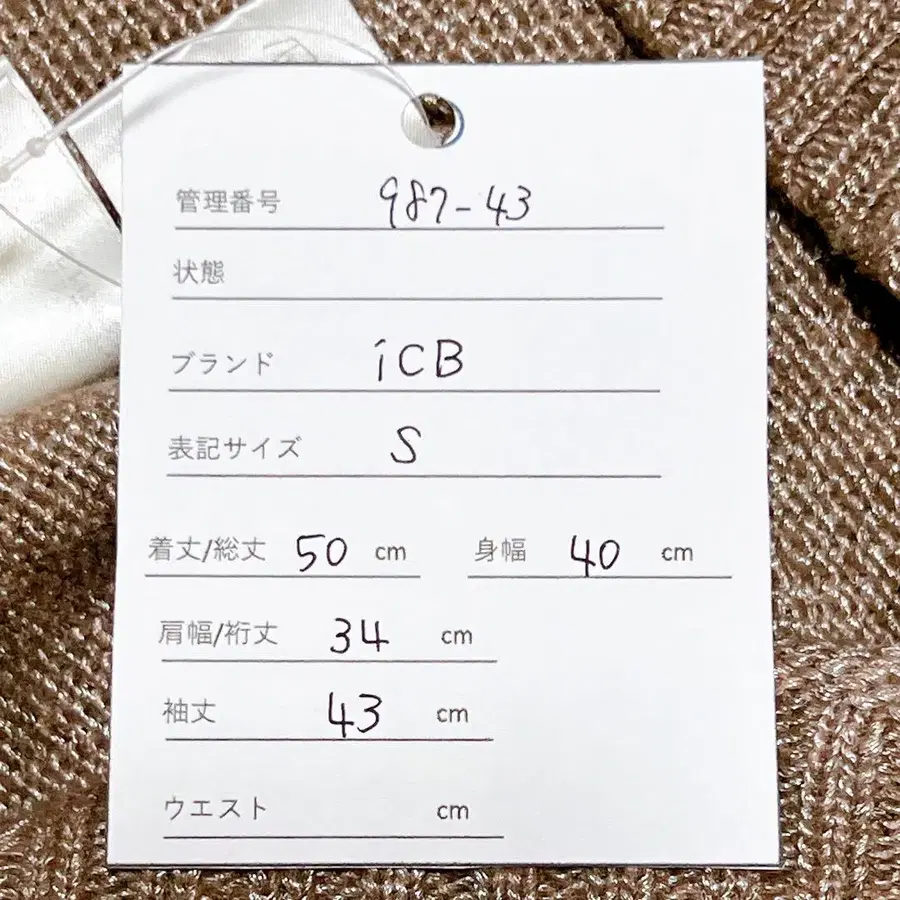 管理番号 987-43
状態
ブランド iCB
表記サイズ S
着丈/総丈 50 cm 身幅 40 cm
肩幅/裄丈 34 cm
袖丈 43 cm
ウエスト cm